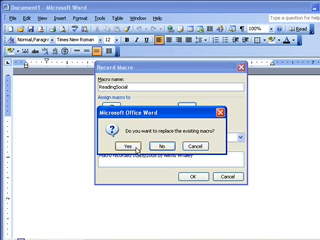 Document1 - Microsoft Word
File Edit View Insert Format Tools Table Window Help
Type a question for help
100% Read
Normal,Paragra Times New Roman 12 B I U
Record Macro
Macro name:
ReadingSocial
Assign macro to
Microsoft Office Word
Do you want to replace the existing macro?
Yes No Cancel
Macro recorded
OK Cancel